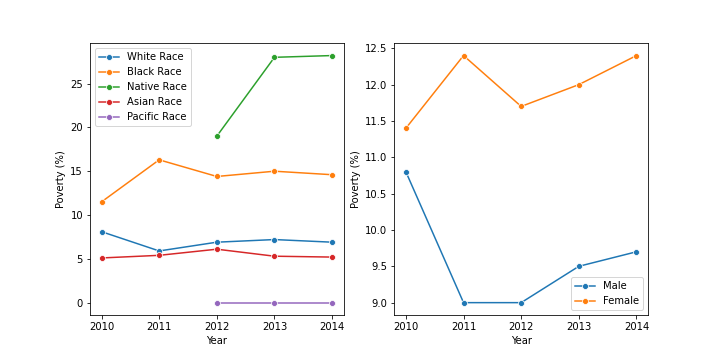 White Race
Black Race
Native Race
Asian Race
Pacific Race
25
20
15
10
5
0
Poverty (%)
2010 2011 2012 2013 2014
Year
12.5
12.0
11.5
11.0
10.5
10.0
9.5
9.0
Poverty (%)
Male
Female
2010 2011 2012 2013 2014
Year